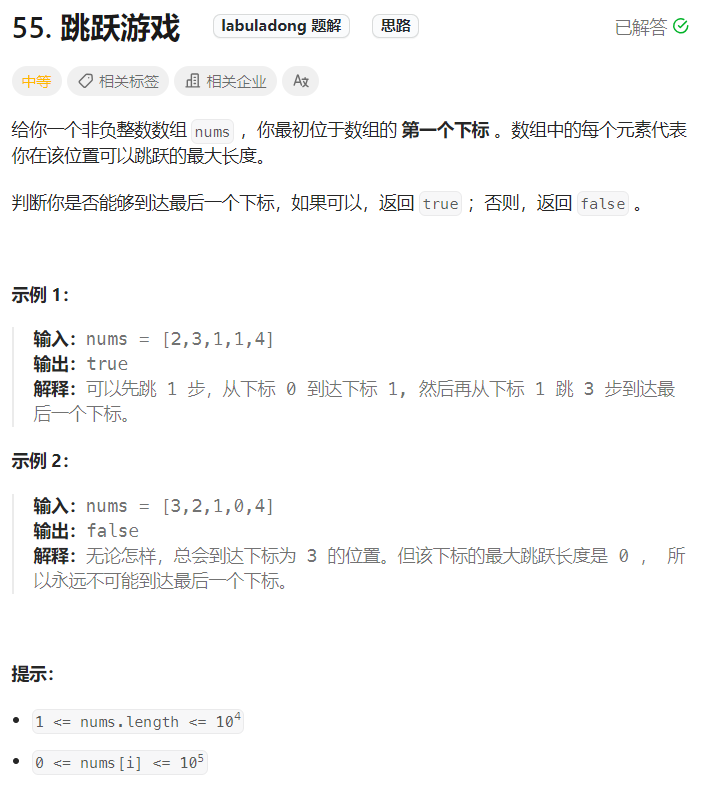 55. 跳跃游戏 labuladong 题解 思路 已解答
中等 相关标签 相关企业 A文
给你一个非负整数数组 nums ，你最初位于数组的 第一个下标 。数组中的每个元素代表
你在该位置可以跳跃的最大长度。
判断你是否能够到达最后一个下标，如果可以，返回 true ；否则，返回 false 。
示例 1：
输入：nums = [2,3,1,1,4]
输出：true
解释：可以先跳 1 步，从下标 0 到达下标 1, 然后再从下标 1 跳 3 步到达最
后一个下标。
示例 2：
输入：nums = [3,2,1,0,4]
输出：false
解释：无论怎样，总会到达下标为 3 的位置。但该下标的最大跳跃长度是 0 ， 所
以永远不可能到达最后一个下标。
提示：
• 1 <= nums.length <= 10⁴
• 0 <= nums[i] <= 10⁵